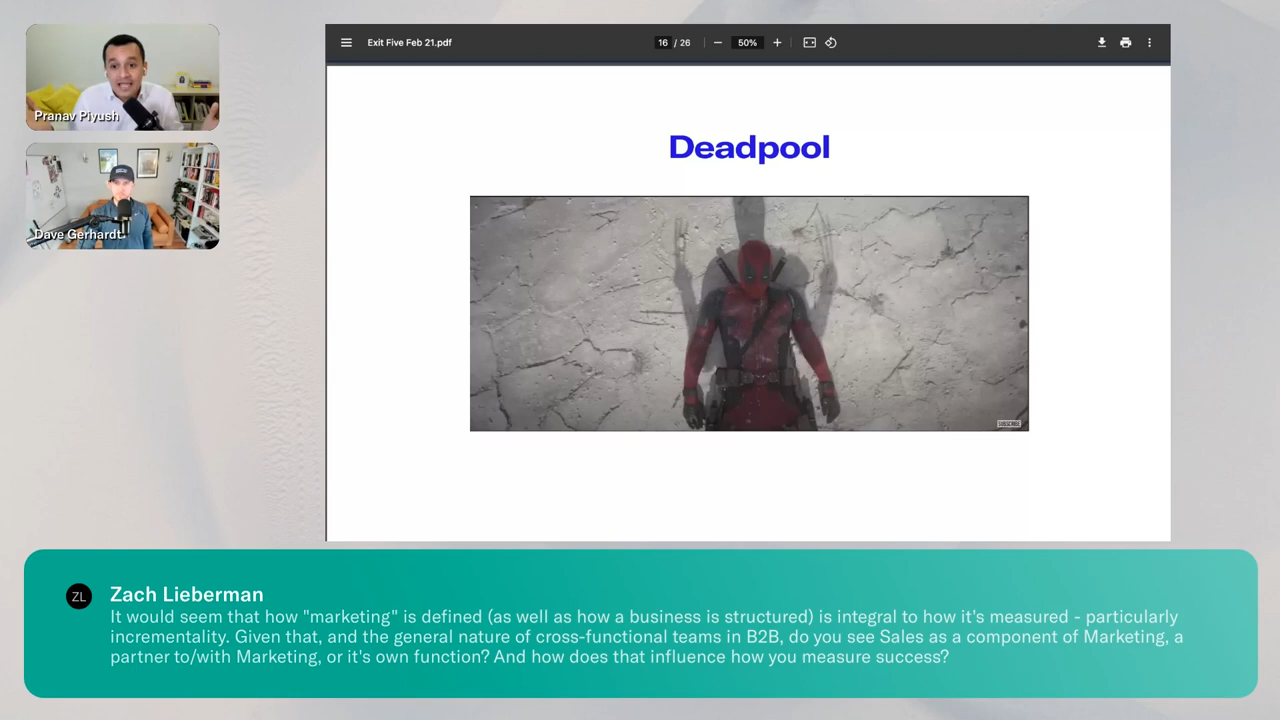 Exit Five Feb 21.pdf
16 / 26
50%
Pranav Piyush
Dave Gerhardt
Deadpool
SUBSCRIBE
ZL
Zach Lieberman
It would seem that how "marketing" is defined (as well as how a business is structured) is integral to how it's measured - particularly
incrementality. Given that, and the general nature of cross-functional teams in B2B, do you see Sales as a component of Marketing, a
partner to/with Marketing, or it's own function? And how does that influence how you measure success?